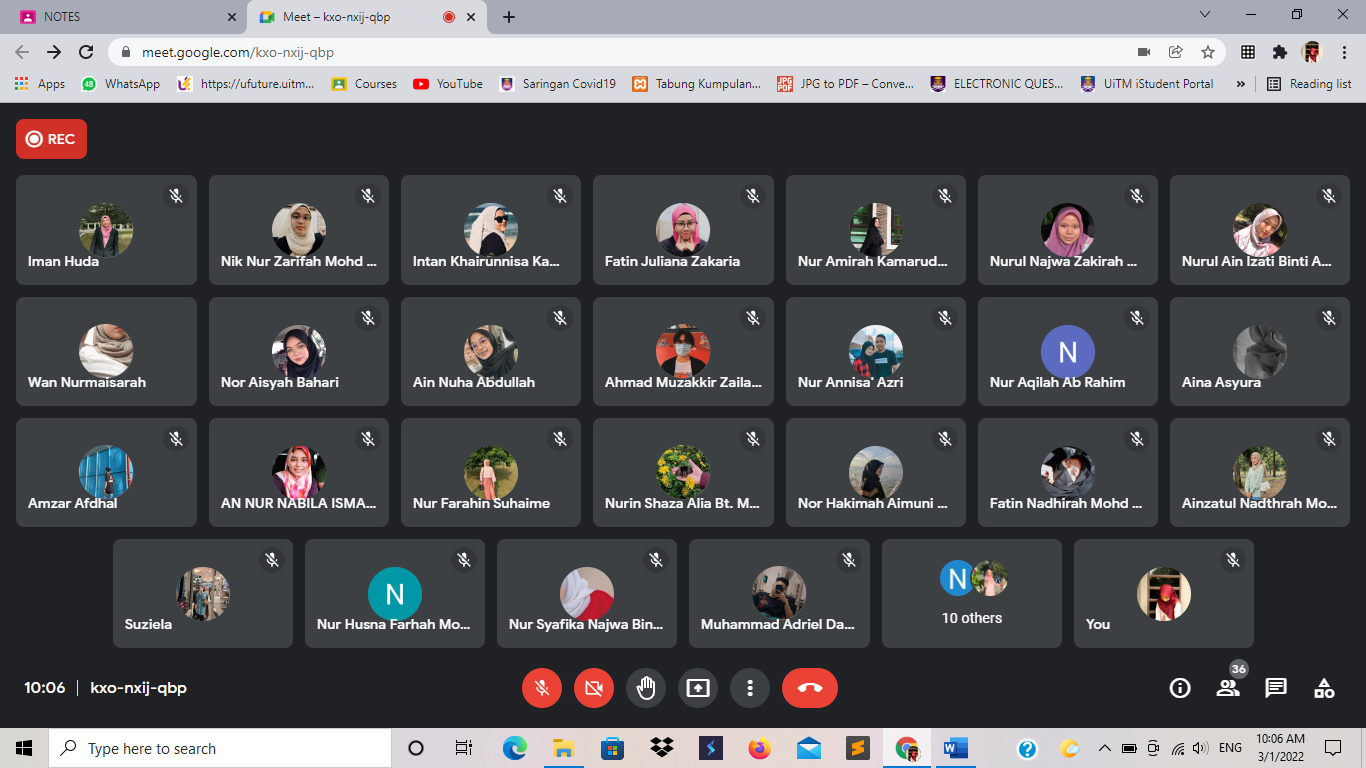 NOTES
Meet – kxo-nxij-qbp
meet.google.com/kxo-nxij-qbp
Apps
48
WhatsApp
https://ufuture.uitm...
Courses
YouTube
Saringan Covid19
Tabung Kumpulan...
JPG PDF
JPG to PDF – Conve...
ELECTRONIC QUES...
UiTM iStudent Portal
»
Reading list
REC
Iman Huda
Nik Nur Zarifah Mohd ...
Intan Khairunnisa Ka...
Fatin Juliana Zakaria
Nur Amirah Kamarud...
Nurul Najwa Zakirah ...
Nurul Ain Izati Binti A...
Wan Nurmaisarah
Nor Aisyah Bahari
Ain Nuha Abdullah
Ahmad Muzakkir Zaila...
Nur Annisa' Azri
N
Nur Aqilah Ab Rahim
Aina Asyura
Amzar Afdhal
AN NUR NABILA ISMA...
Nur Farahin Suhaime
Nurin Shaza Alia Bt. M...
Nor Hakimah Aimuni ...
Fatin Nadhirah Mohd ...
Ainzatul Nadthrah Mo...
Suziela
N
Nur Husna Farhah Mo...
Nur Syafika Najwa Bin...
Muhammad Adriel Da...
N
10 others
You
10:06 | kxo-nxij-qbp
36
Type here to search
ENG
10:06 AM
3/1/2022